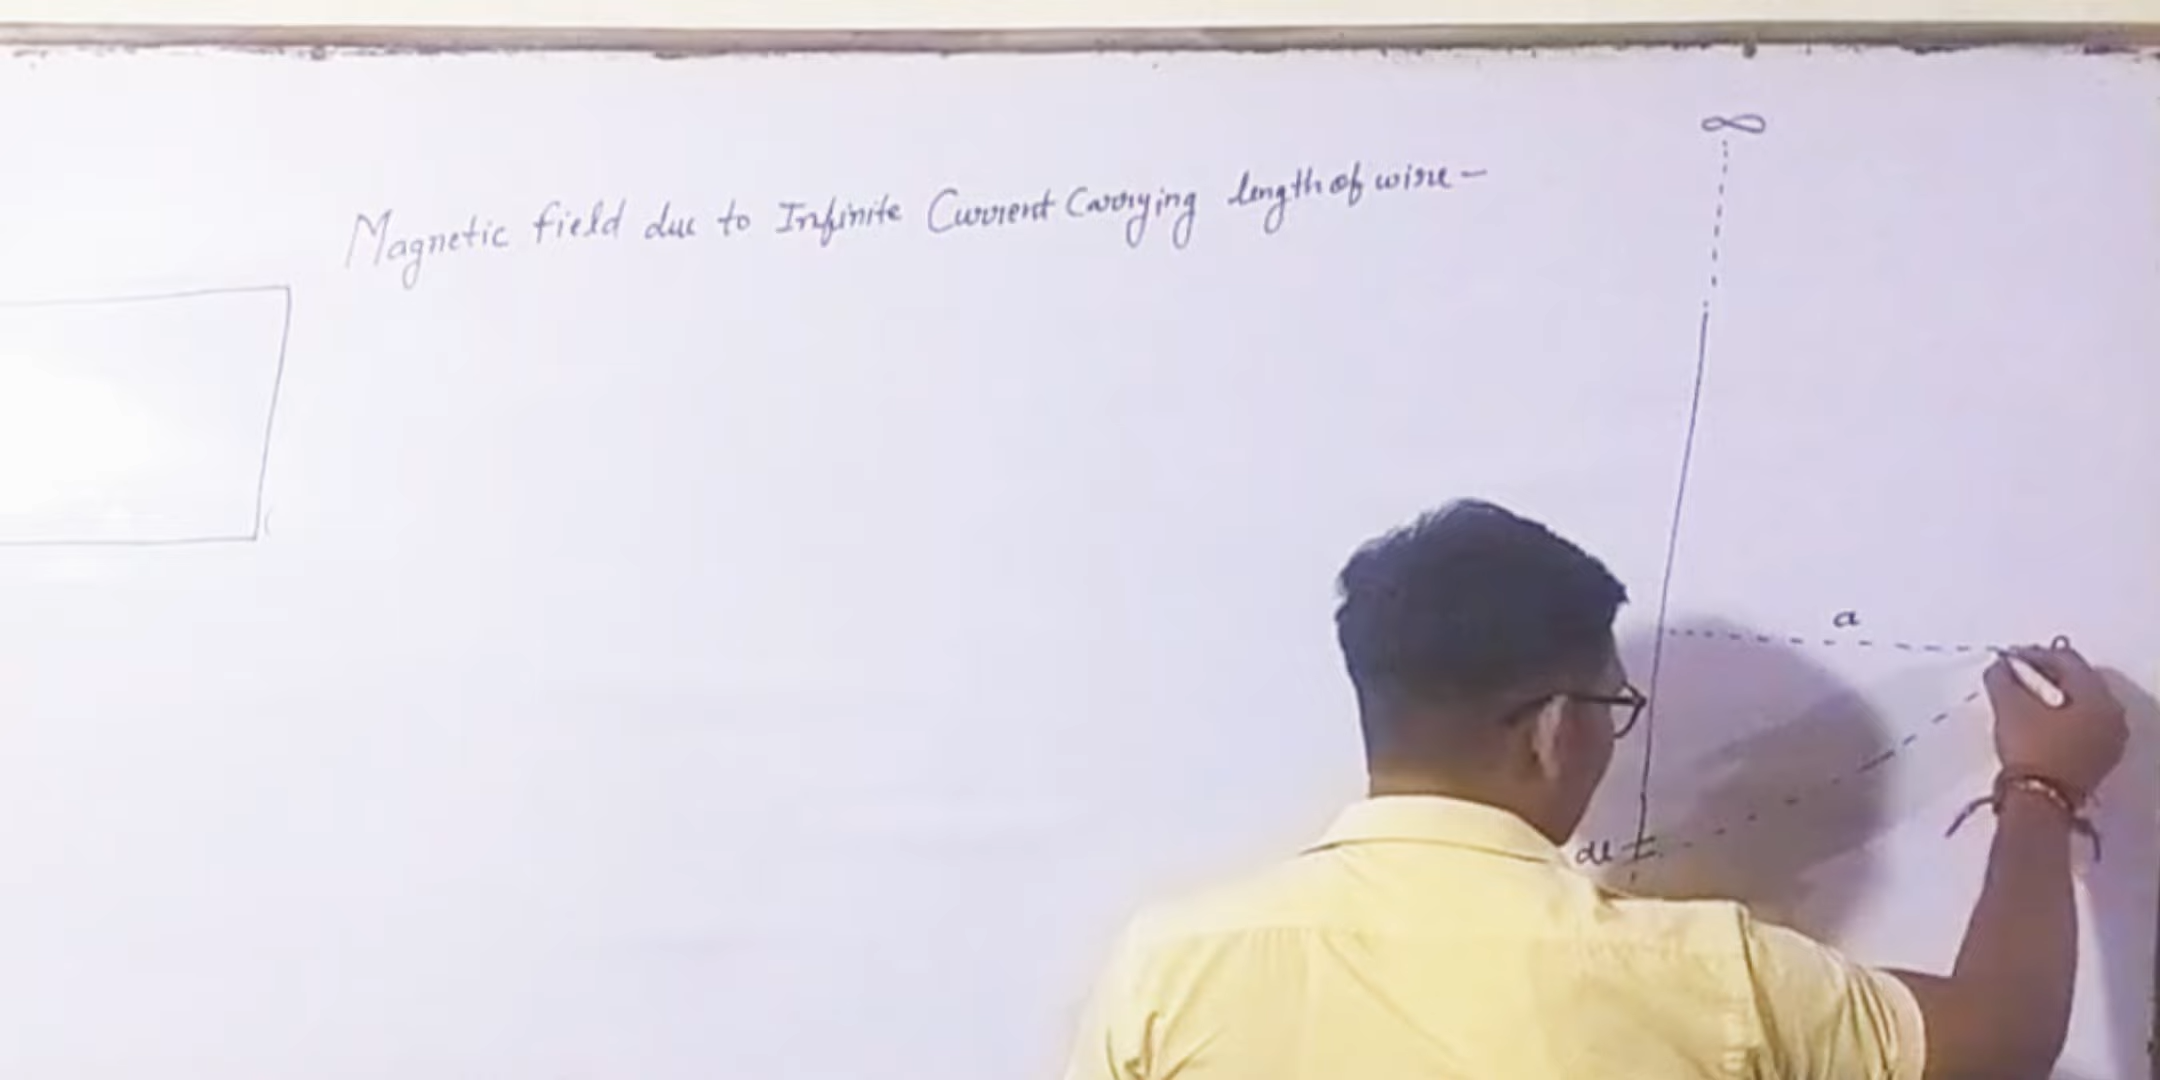 ∞
Magnetic field due to Infinite Current Carrying length of wire -
a
dl